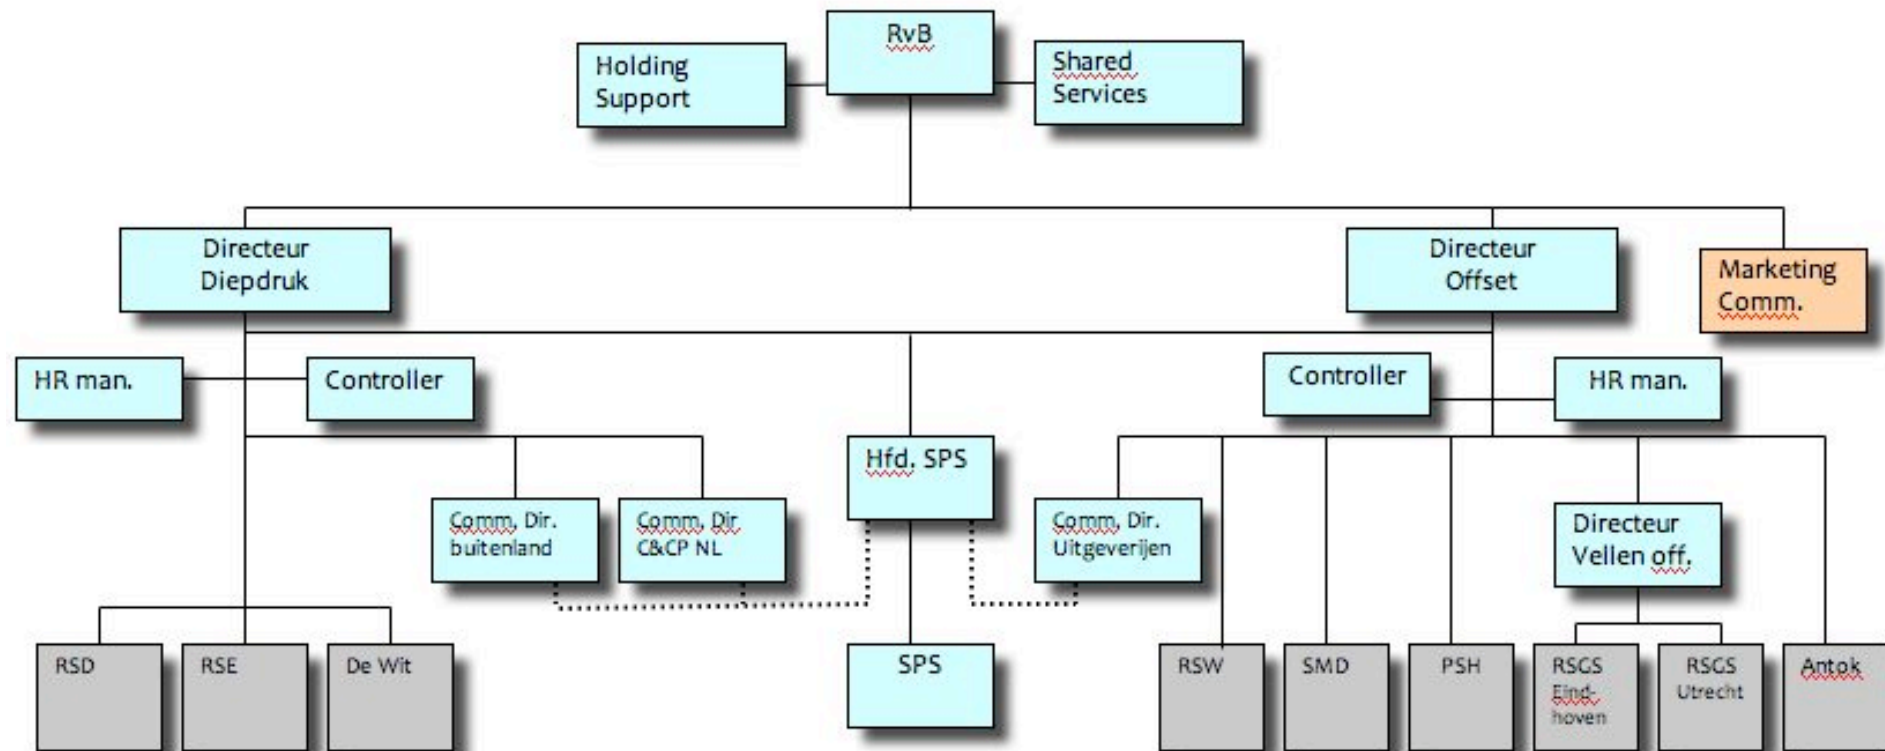 RvB
Holding
Support
Shared
Services
Directeur
Diepdruk
Directeur
Offset
Marketing
Comm.
HR man.
Controller
Controller
HR man.
Hfd. SPS
Comm, Dir.
buitenland
Comm, Dir
C&CP NL
Comm, Dir.
Uitgeverijen
Directeur
Vellen off.
RSD
RSE
De Wit
SPS
RSW
SMD
PSH
RSGS
Eind-
hoven
RSGS
Utrecht
Antok